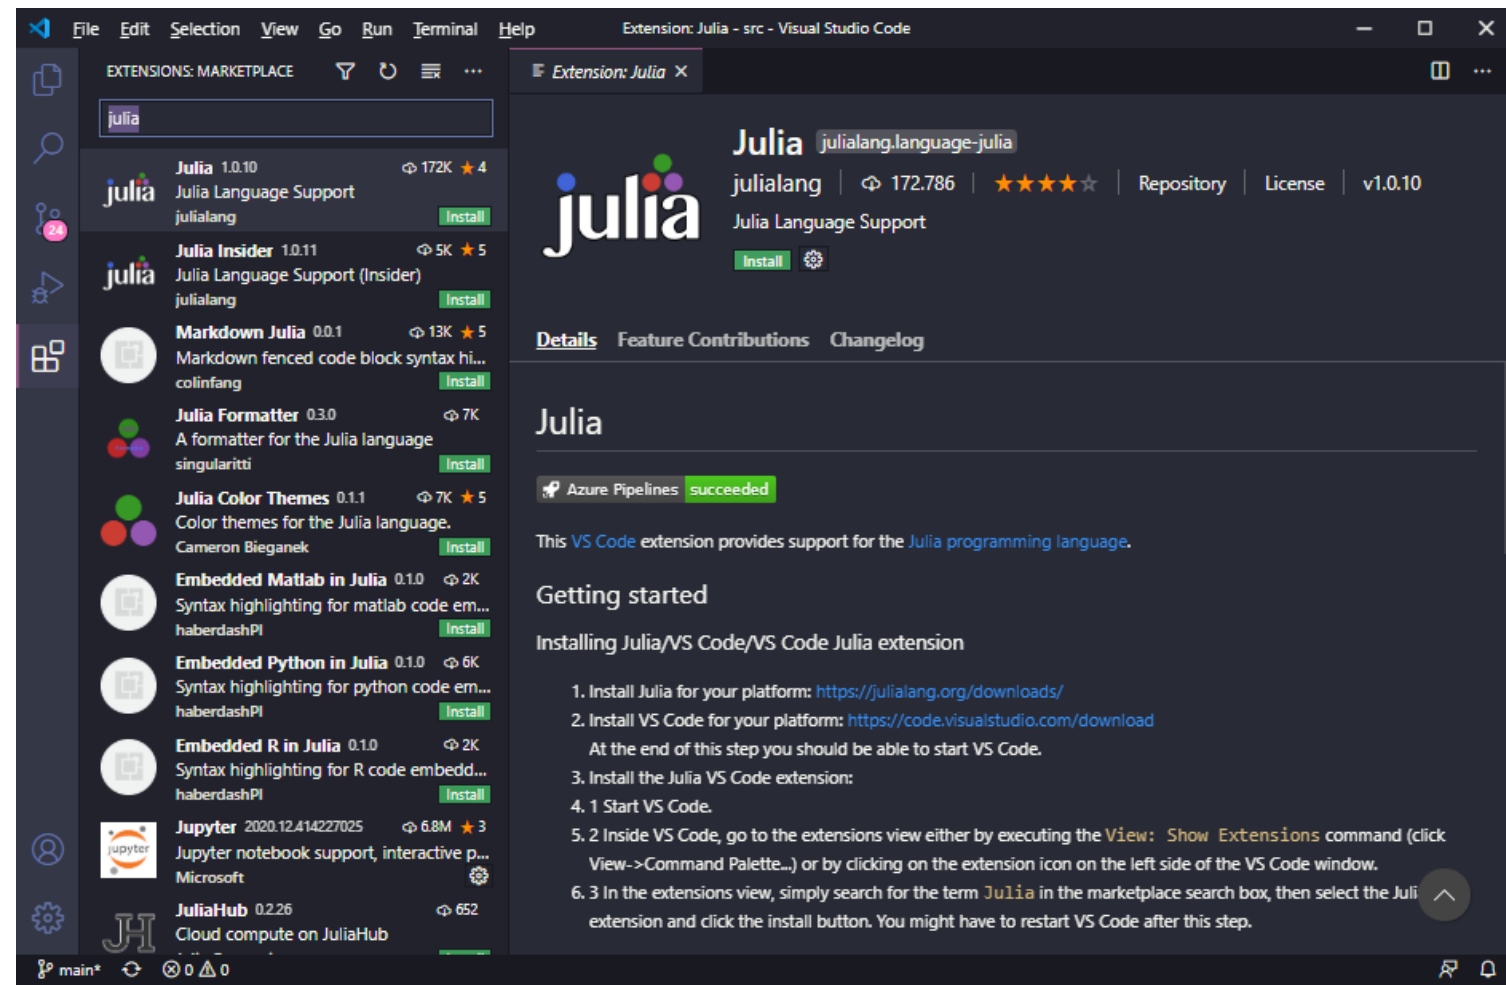 File Edit Selection View Go Run Terminal Help Extension: Julia - src - Visual Studio Code
EXTENSIONS: MARKETPLACE
Extension: Julia
julia
24
julia
Julia 1.0.10 172K 4
Julia Language Support
julialang Install
julia
Julia Insider 1.0.11 5K 5
Julia Language Support (Insider)
julialang Install
Markdown Julia 0.0.1 13K 5
Markdown fenced code block syntax hi...
colinfang Install
Julia Formatter 0.3.0 7K
A formatter for the Julia language
singularitti Install
Julia Color Themes 0.1.1 7K 5
Color themes for the Julia language.
Cameron Bieganek Install
Embedded Matlab in Julia 0.1.0 2K
Syntax highlighting for matlab code em...
haberdashPI Install
Embedded Python in Julia 0.1.0 6K
Syntax highlighting for python code em...
haberdashPI Install
Embedded R in Julia 0.1.0 2K
Syntax highlighting for R code embedd...
haberdashPI Install
jupyter
Jupyter 2020.12.414227025 6.8M 3
Jupyter notebook support, interactive p...
Microsoft
JH
JuliaHub 0.2.26 652
Cloud compute on JuliaHub
julia
Julia julialang.language-julia
julialang 172.786 Repository License v1.0.10
Julia Language Support
Install
Details Feature Contributions Changelog
Julia
Azure Pipelines succeeded
This VS Code extension provides support for the Julia programming language.
Getting started
Installing Julia/VS Code/VS Code Julia extension
1. Install Julia for your platform: https://julialang.org/downloads/
2. Install VS Code for your platform: https://code.visualstudio.com/download
At the end of this step you should be able to start VS Code.
3. Install the Julia VS Code extension:
4. 1 Start VS Code.
5. 2 Inside VS Code, go to the extensions view either by executing the View: Show Extensions command (click
View->Command Palette...) or by clicking on the extension icon on the left side of the VS Code window.
6. 3 In the extensions view, simply search for the term Julia in the marketplace search box, then select the Juli
extension and click the install button. You might have to restart VS Code after this step.
main* 0 0